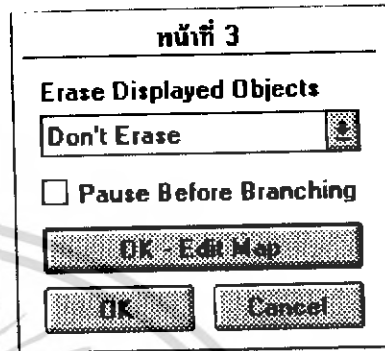 หน้าที่ 3
Erase Displayed Objects
Don't Erase
Pause Before Branching
OK - Edit Map
OK Cancel